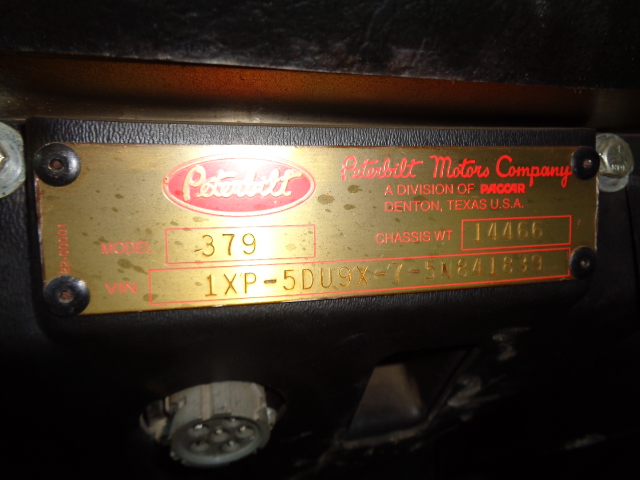 Peterbilt
Peterbilt Motors Company
A DIVISION OF PACCAR
DENTON, TEXAS U.S.A.
MODEL 379
CHASSIS WT 14466
VIN 1XP-5DU9X-7-5N841839